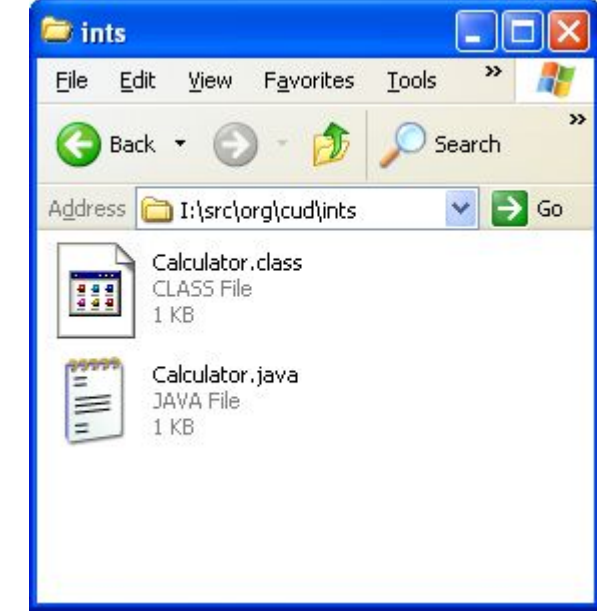 ints
File Edit View Favorites Tools »
Back Search »
Address I:\src\org\cud\ints Go
Calculator.class
CLASS File
1 KB
Calculator.java
JAVA File
1 KB